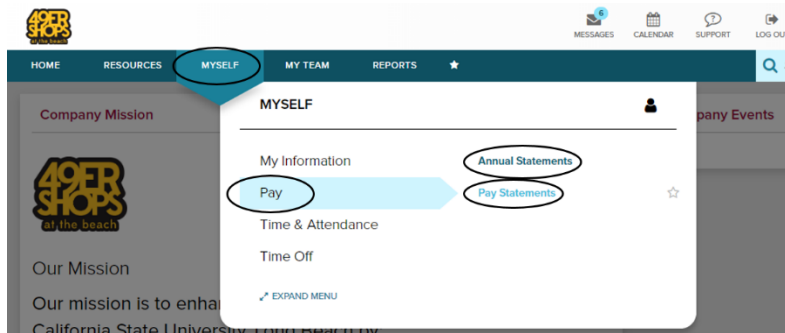 49ER
SHOPS
at the beach
6
MESSAGES CALENDAR SUPPORT LOG OU
HOME RESOURCES MYSELF MY TEAM REPORTS
Company Mission
MYSELF
pany Events
My Information Annual Statements
49ER
SHOPS
at the beach
Pay Pay Statements
Time & Attendance
Time Off
Our Mission
EXPAND MENU
Our mission is to enha
California State University, Long Beach by: